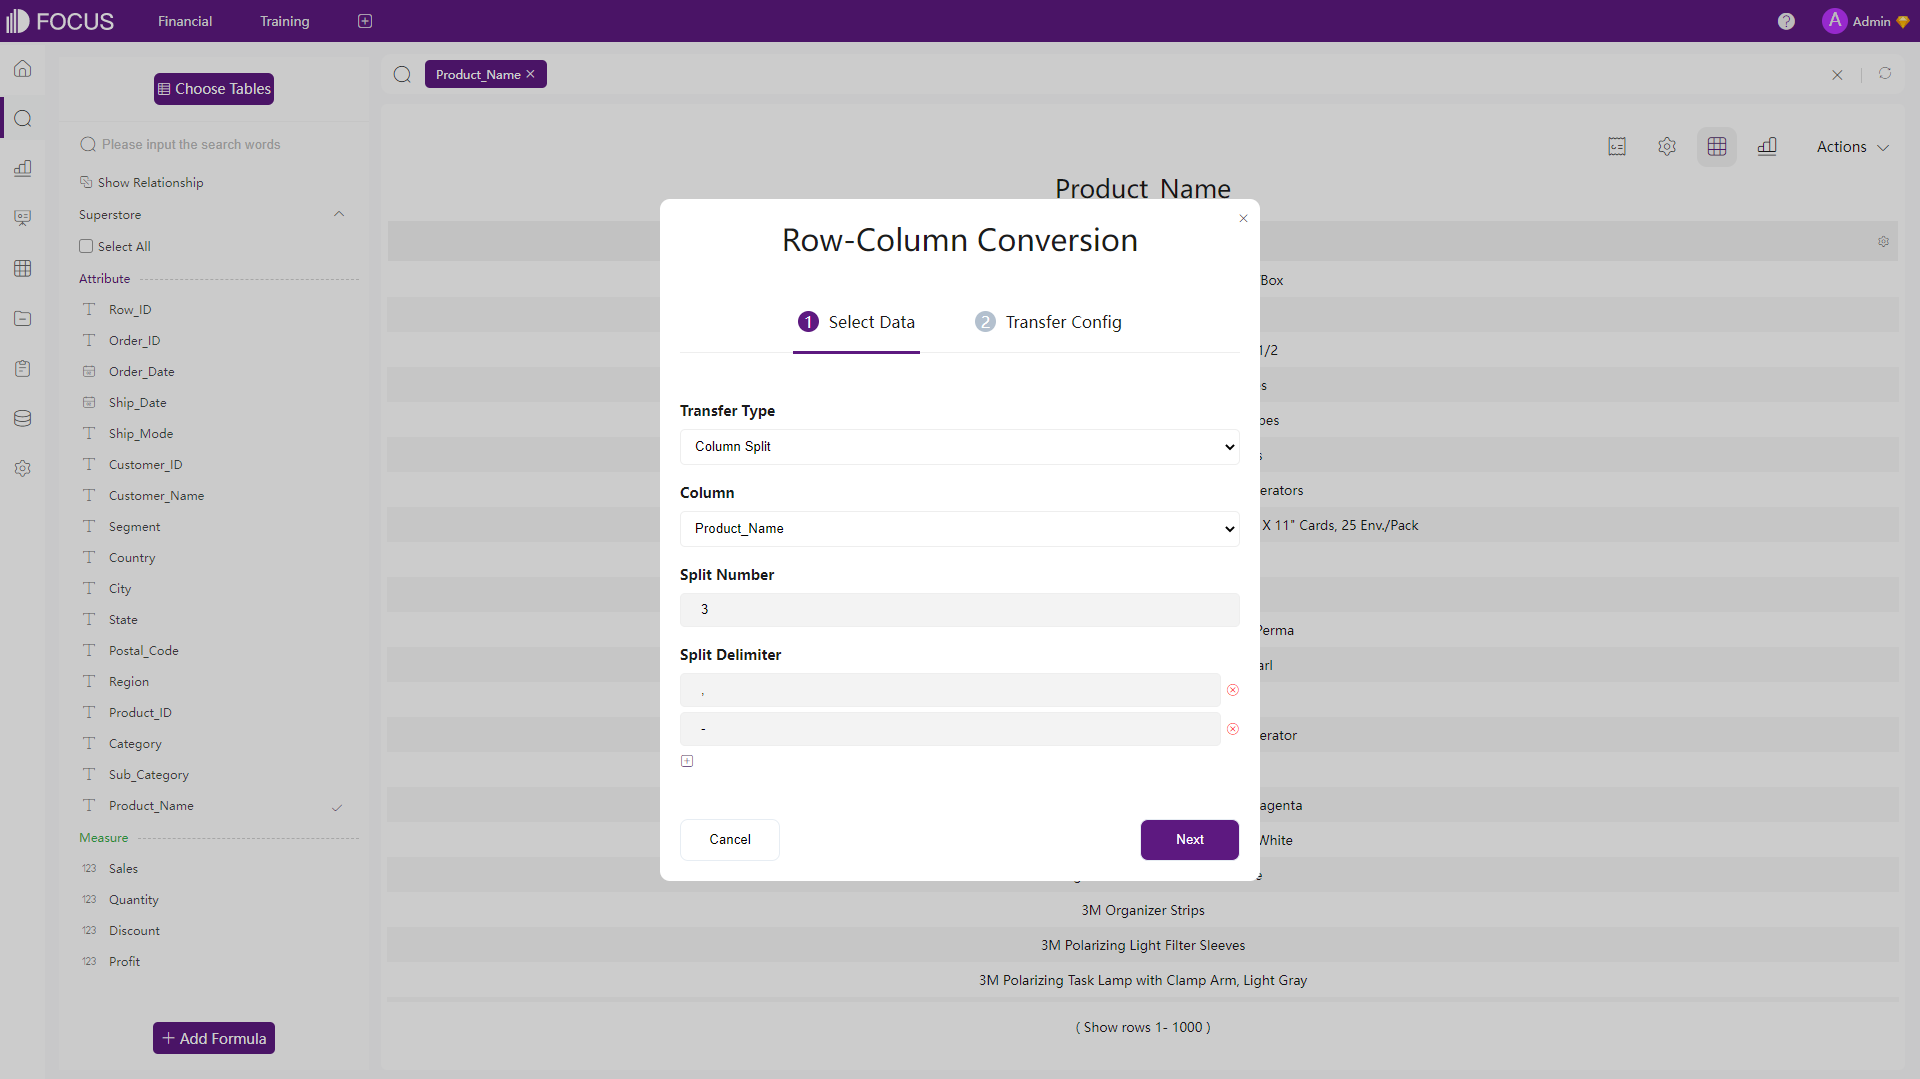 FOCUS
Financial
Training
? A Admin
Choose Tables
Product_Name
Please input the search words
Actions
Show Relationship
Superstore
Product_Name
Select All
Attribute
Row_ID
Order_ID
Order_Date
Ship_Date
Ship_Mode
Customer_ID
Customer_Name
Segment
Country
City
State
Postal_Code
Region
Product_ID
Category
Sub_Category
Product_Name
Measure
123 Sales
123 Quantity
123 Discount
123 Profit
+ Add Formula
Row-Column Conversion
1 Select Data
2 Transfer Config
Transfer Type
Column Split
Column
Product_Name
Split Number
3
Split Delimiter
,
-
Cancel
Next
Box
1/2
erators
X 11" Cards, 25 Env./Pack
Perma
erator
agenta
White
3M Organizer Strips
3M Polarizing Light Filter Sleeves
3M Polarizing Task Lamp with Clamp Arm, Light Gray
( Show rows 1- 1000 )